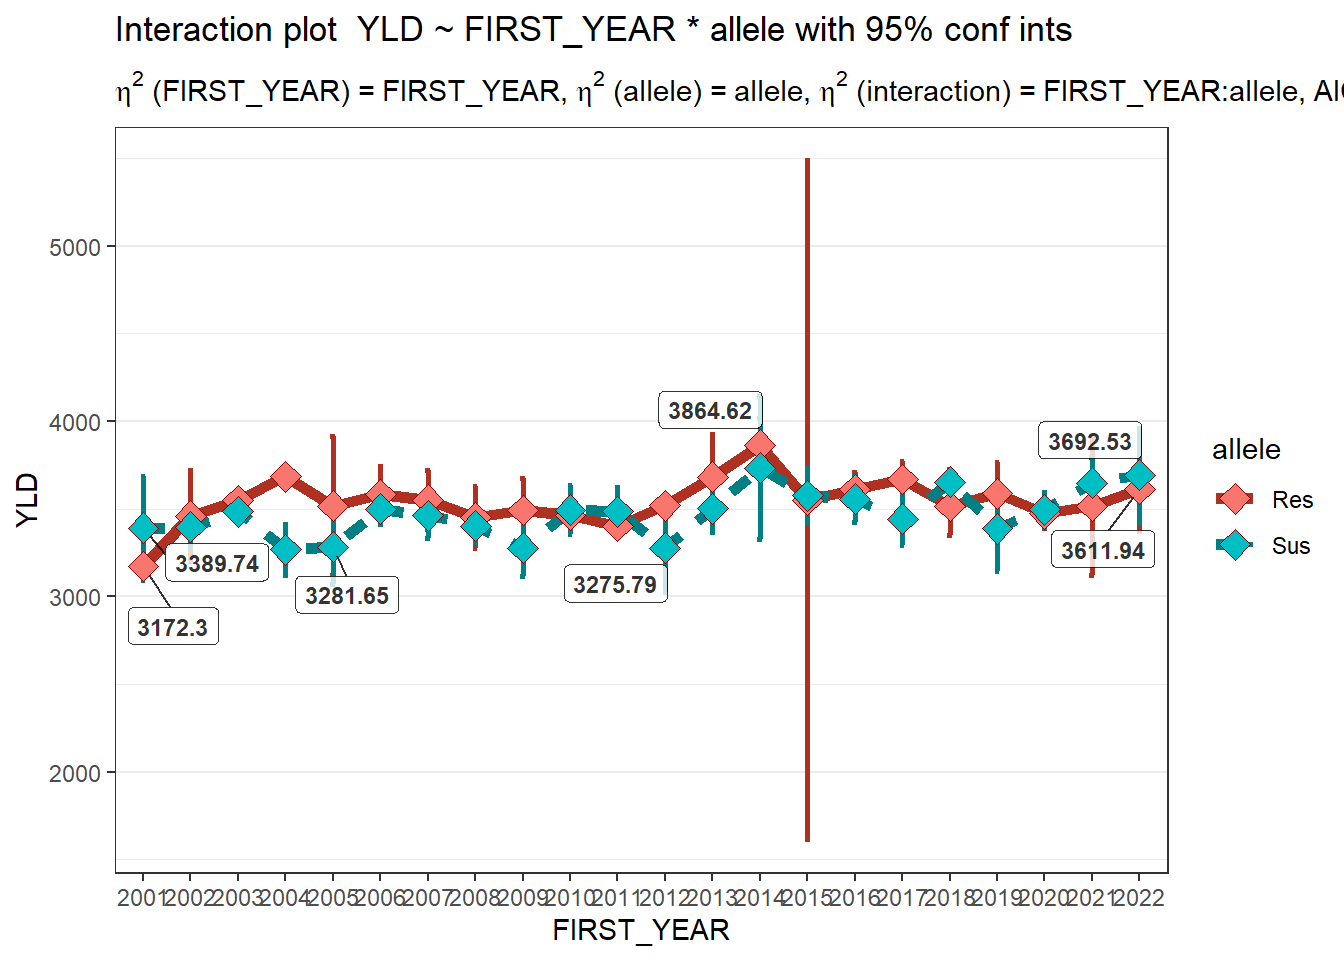 Interaction plot  YLD ~ FIRST_YEAR * allele with 95% conf ints
η² (FIRST_YEAR) = FIRST_YEAR, η² (allele) = allele, η² (interaction) = FIRST_YEAR:allele, AI
YLD
5000
4000
3000
2000
3864.62
3692.53
3389.74
3281.65
3275.79
3611.94
3172.3
allele
Res
Sus
2001 2002 2003 2004 2005 2006 2007 2008 2009 2010 2011 2012 2013 2014 2015 2016 2017 2018 2019 2020 2021 2022
FIRST_YEAR